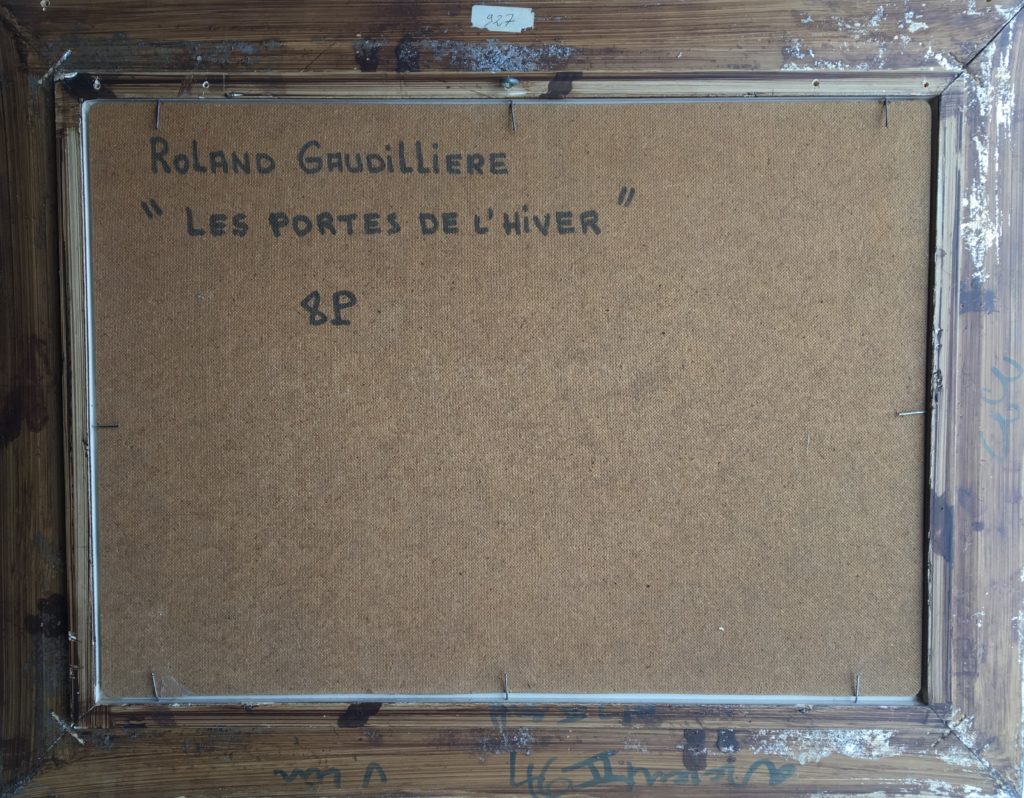 927
ROLAND GAUDILLIERE
" LES PORTES DE L'HIVER "
8P